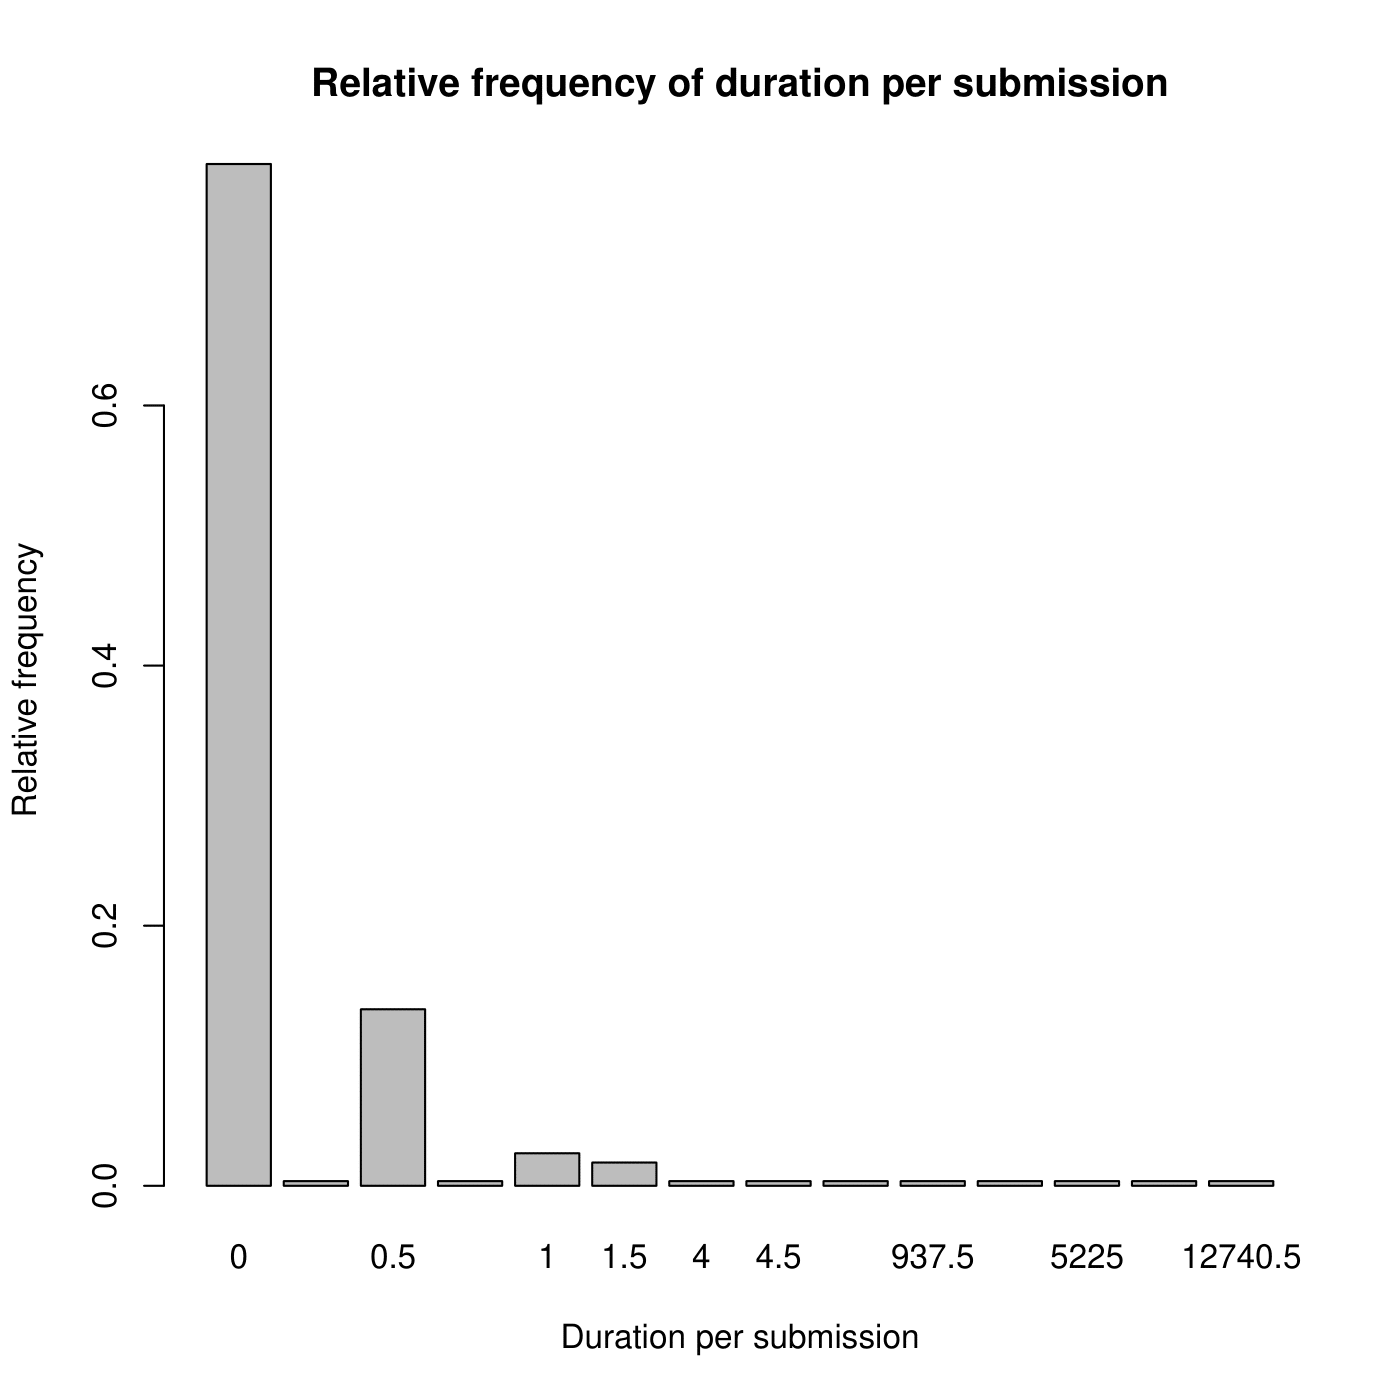 Relative frequency of duration per submission
Relative frequency
0.6
0.4
0.2
0.0
0 0.5 1 1.5 4 4.5 937.5 5225 12740.5
Duration per submission